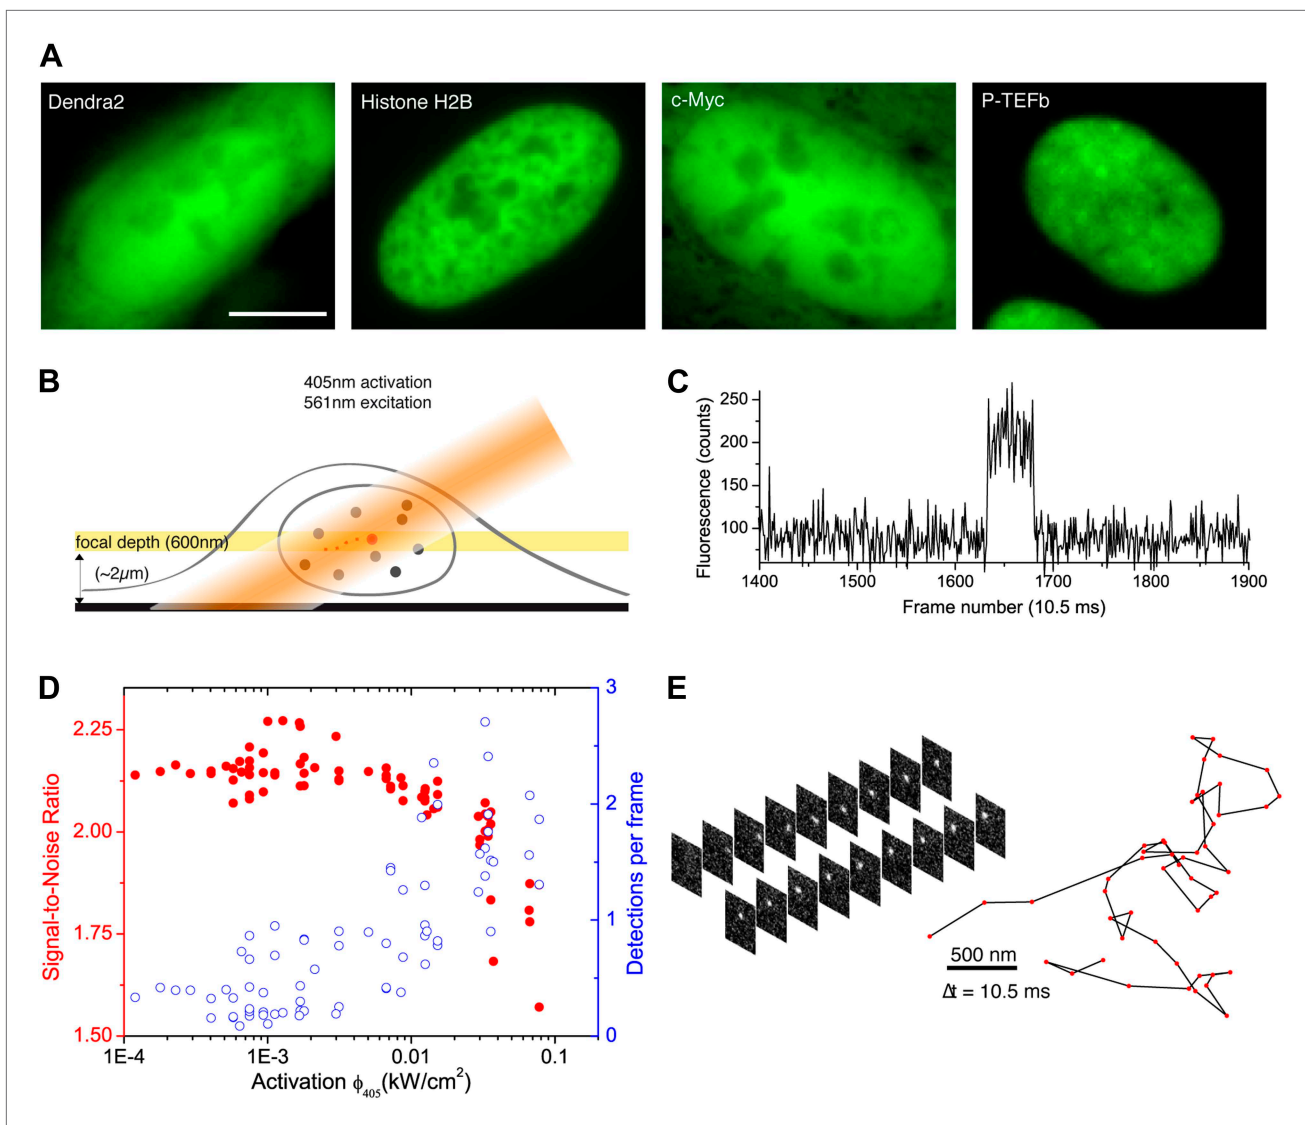 A
Dendra2
Histone H2B
c-Myc
P-TEFb
B
405nm activation
561nm excitation
focal depth (600nm)
(~2µm)
C
Fluorescence (counts)
250
200
150
100
1400
1500
1600
1700
1800
1900
Frame number (10.5 ms)
D
Signal-to-Noise Ratio
2.25
2.00
1.75
1.50
3
2
1
0
Detections per frame
1E-4
1E-3
0.01
0.1
Activation ϕ₄₀₅(kW/cm²)
E
500 nm
Δt = 10.5 ms